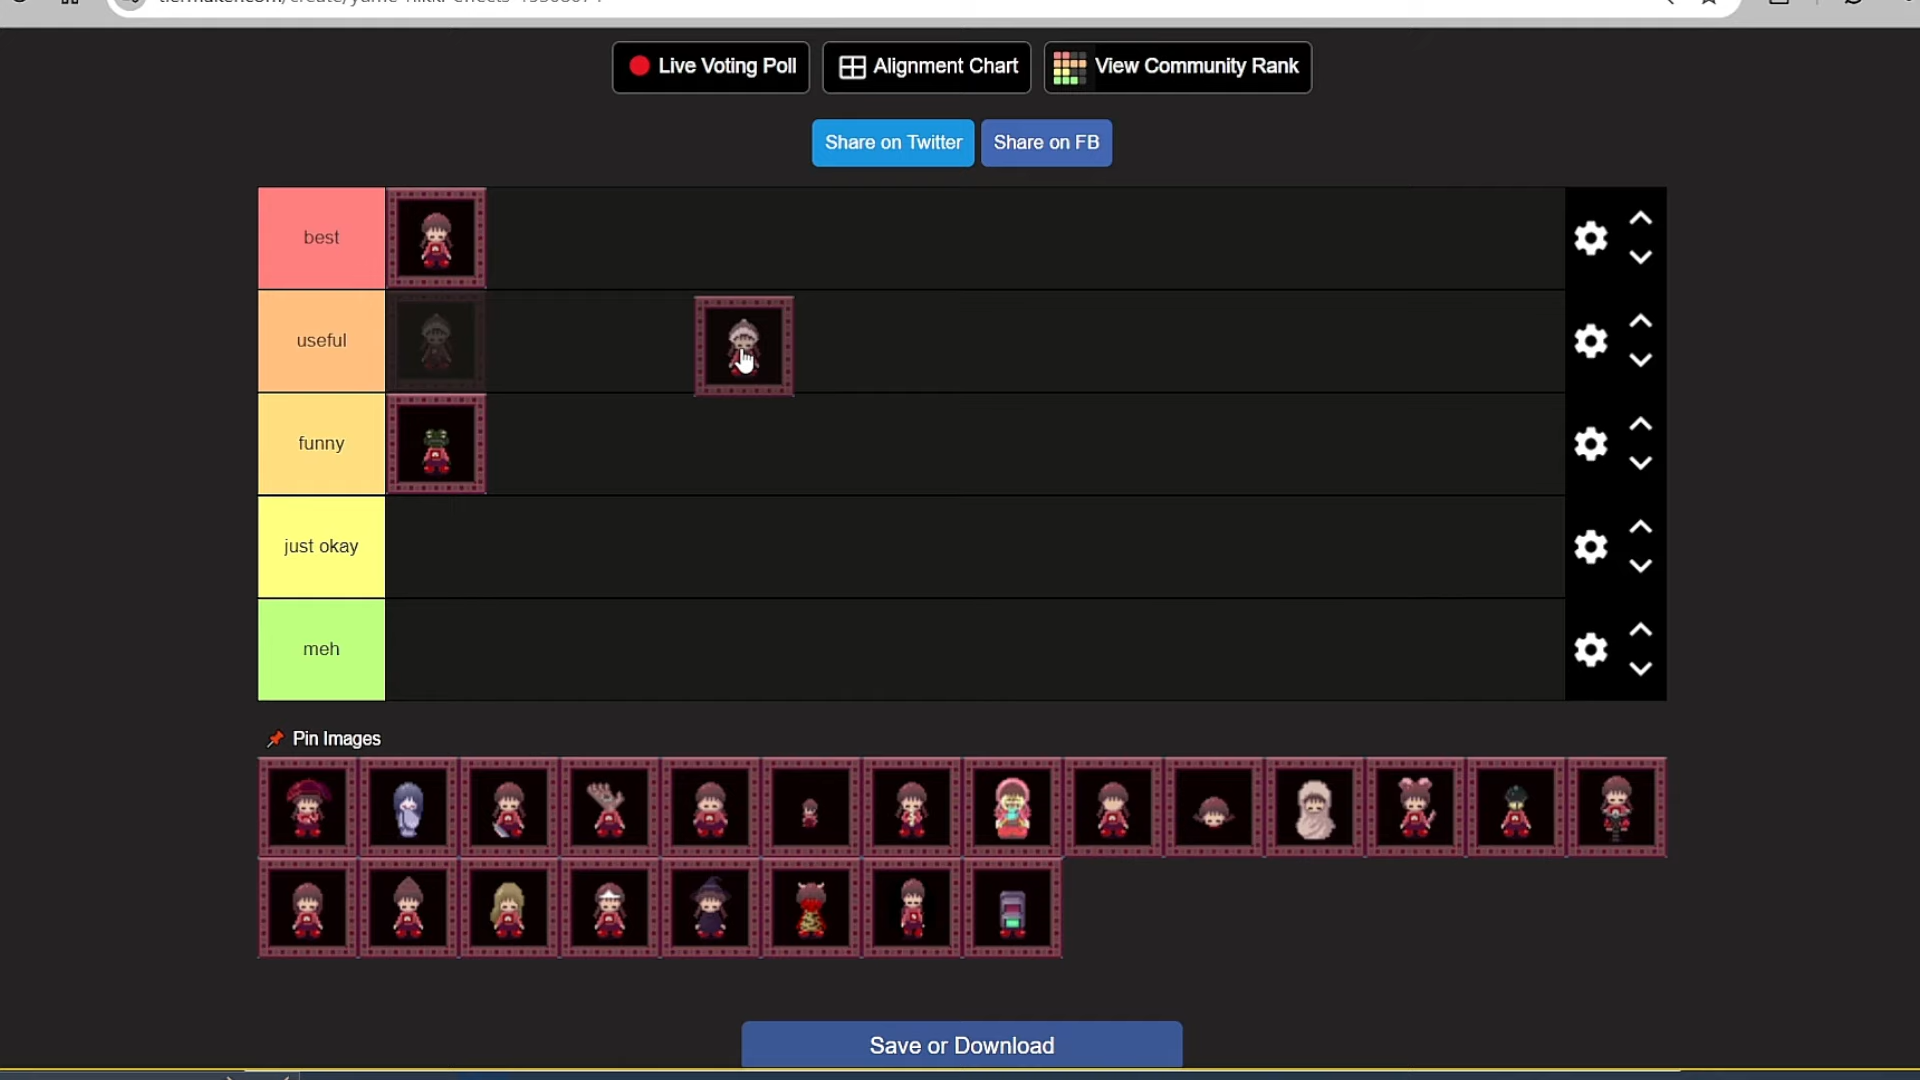 Live Voting Poll
Alignment Chart
View Community Rank
Share on Twitter
Share on FB
best
useful
funny
just okay
meh
Pin Images
Save or Download